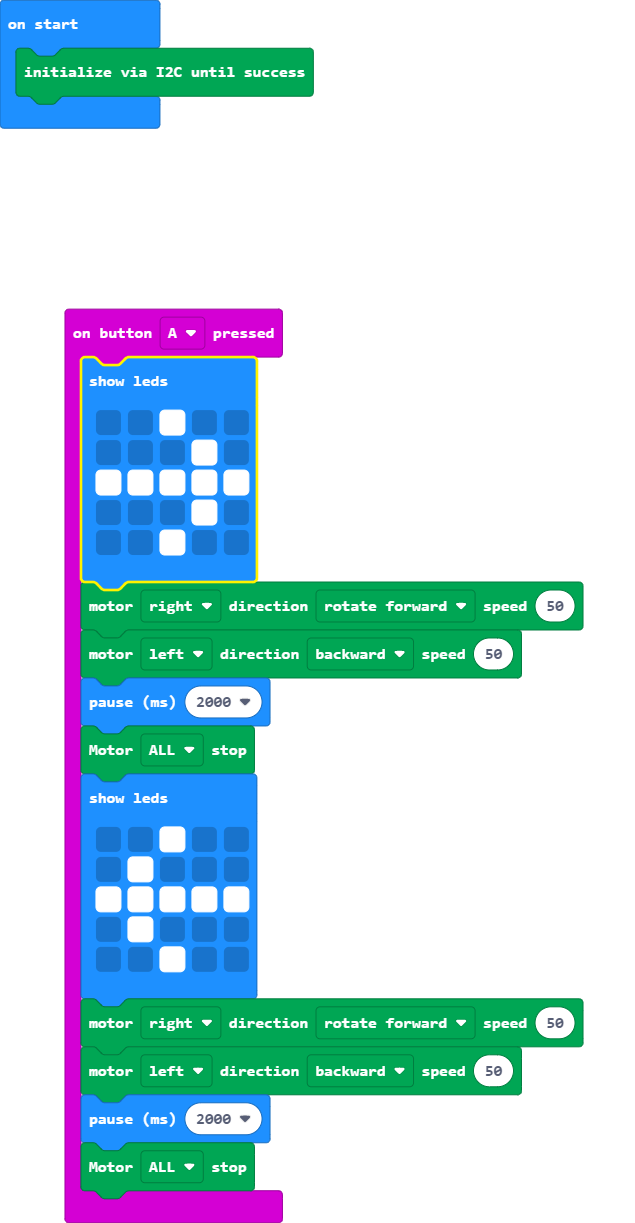 on start
initialize via I2C until success
on button A pressed
show leds
motor right direction rotate forward speed 50
motor left direction backward speed 50
pause (ms) 2000
Motor ALL stop
show leds
motor right direction rotate forward speed 50
motor left direction backward speed 50
pause (ms) 2000
Motor ALL stop